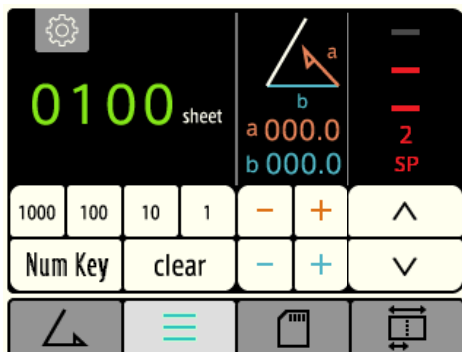 0100 sheet
a
b
a 000.0
b 000.0
2
SP
1000 100 10 1 − +
Num Key clear − +